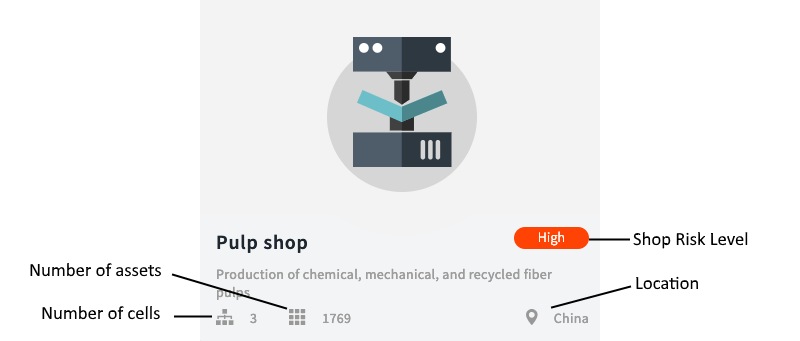 High
Pulp shop
Shop Risk Level
Number of assets
Production of chemical, mechanical, and recycled fiber
pulps
Location
Number of cells
3
1769
China